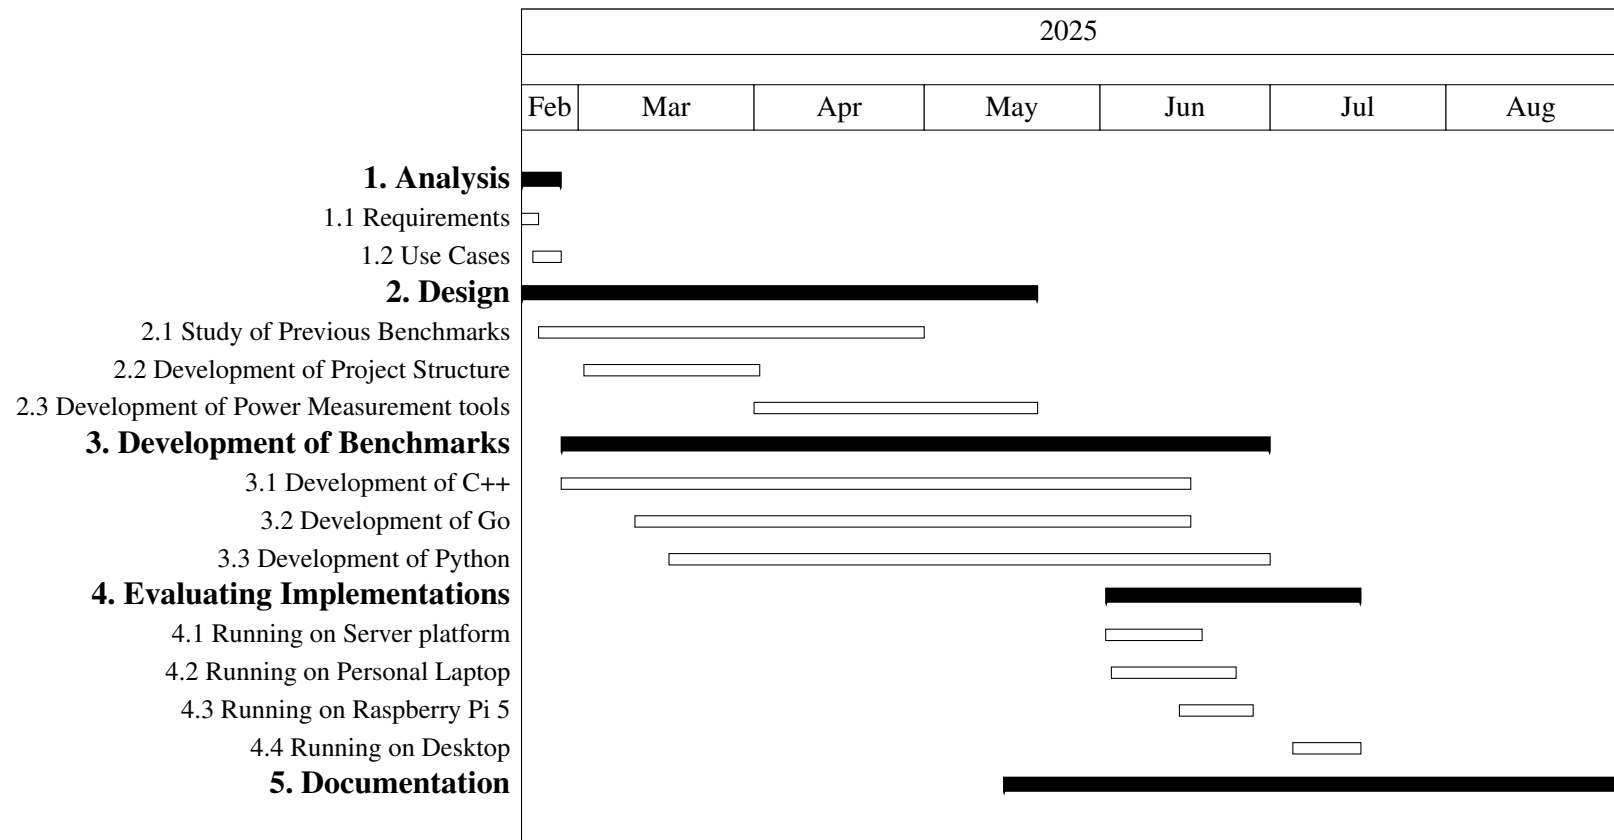 2025
Feb Mar Apr May Jun Jul Aug
1. Analysis
1.1 Requirements
1.2 Use Cases
2. Design
2.1 Study of Previous Benchmarks
2.2 Development of Project Structure
2.3 Development of Power Measurement tools
3. Development of Benchmarks
3.1 Development of C++
3.2 Development of Go
3.3 Development of Python
4. Evaluating Implementations
4.1 Running on Server platform
4.2 Running on Personal Laptop
4.3 Running on Raspberry Pi 5
4.4 Running on Desktop
5. Documentation